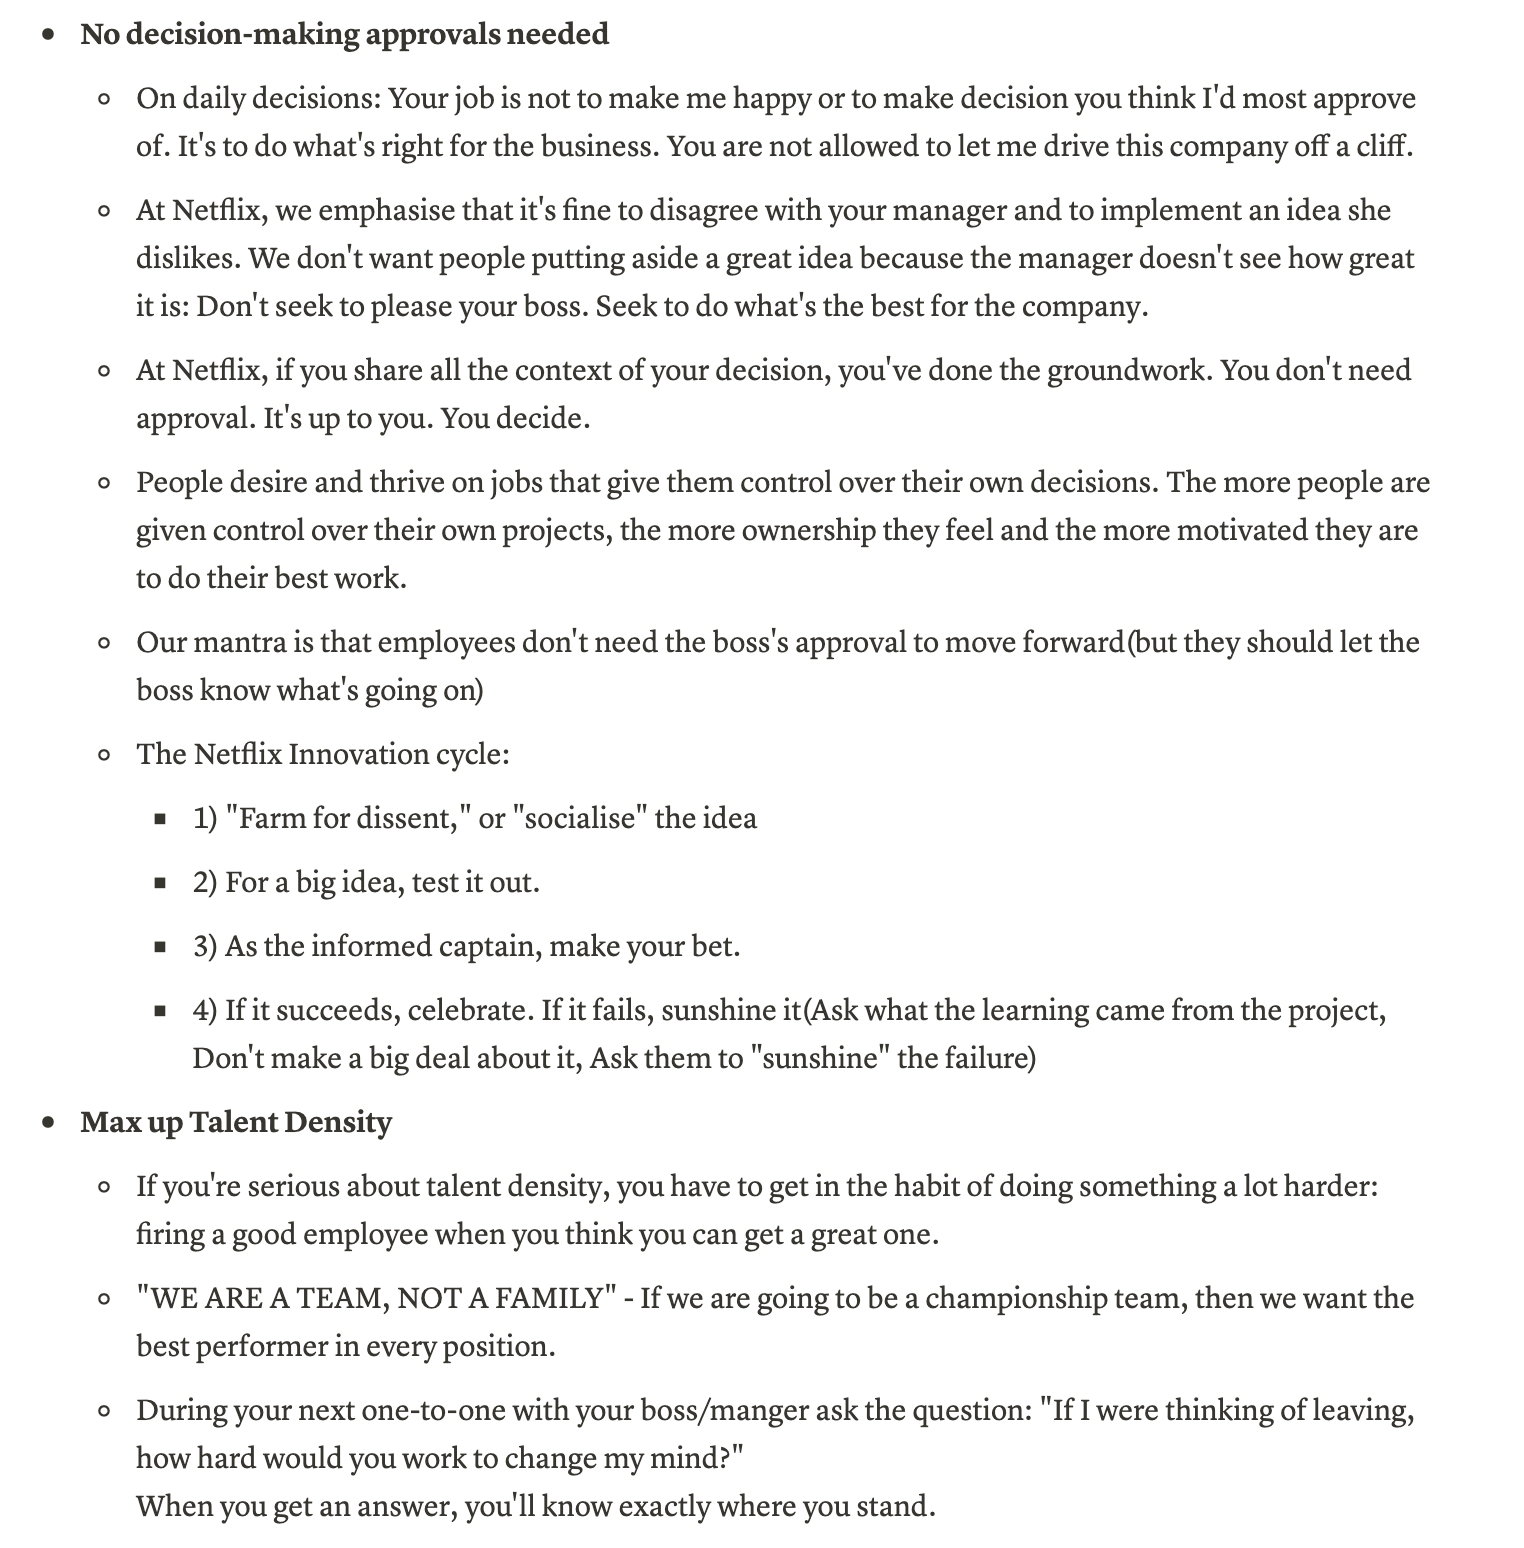 • No decision-making approvals needed
◦ On daily decisions: Your job is not to make me happy or to make decision you think I'd most approve
of. It's to do what's right for the business. You are not allowed to let me drive this company off a cliff.
◦ At Netflix, we emphasise that it's fine to disagree with your manager and to implement an idea she
dislikes. We don't want people putting aside a great idea because the manager doesn't see how great
it is: Don't seek to please your boss. Seek to do what's the best for the company.
◦ At Netflix, if you share all the context of your decision, you've done the groundwork. You don't need
approval. It's up to you. You decide.
◦ People desire and thrive on jobs that give them control over their own decisions. The more people are
given control over their own projects, the more ownership they feel and the more motivated they are
to do their best work.
◦ Our mantra is that employees don't need the boss's approval to move forward(but they should let the
boss know what's going on)
◦ The Netflix Innovation cycle:
▪ 1) "Farm for dissent," or "socialise" the idea
▪ 2) For a big idea, test it out.
▪ 3) As the informed captain, make your bet.
▪ 4) If it succeeds, celebrate. If it fails, sunshine it(Ask what the learning came from the project,
Don't make a big deal about it, Ask them to "sunshine" the failure)
• Max up Talent Density
◦ If you're serious about talent density, you have to get in the habit of doing something a lot harder:
firing a good employee when you think you can get a great one.
◦ "WE ARE A TEAM, NOT A FAMILY" - If we are going to be a championship team, then we want the
best performer in every position.
◦ During your next one-to-one with your boss/manger ask the question: "If I were thinking of leaving,
how hard would you work to change my mind?"
When you get an answer, you'll know exactly where you stand.